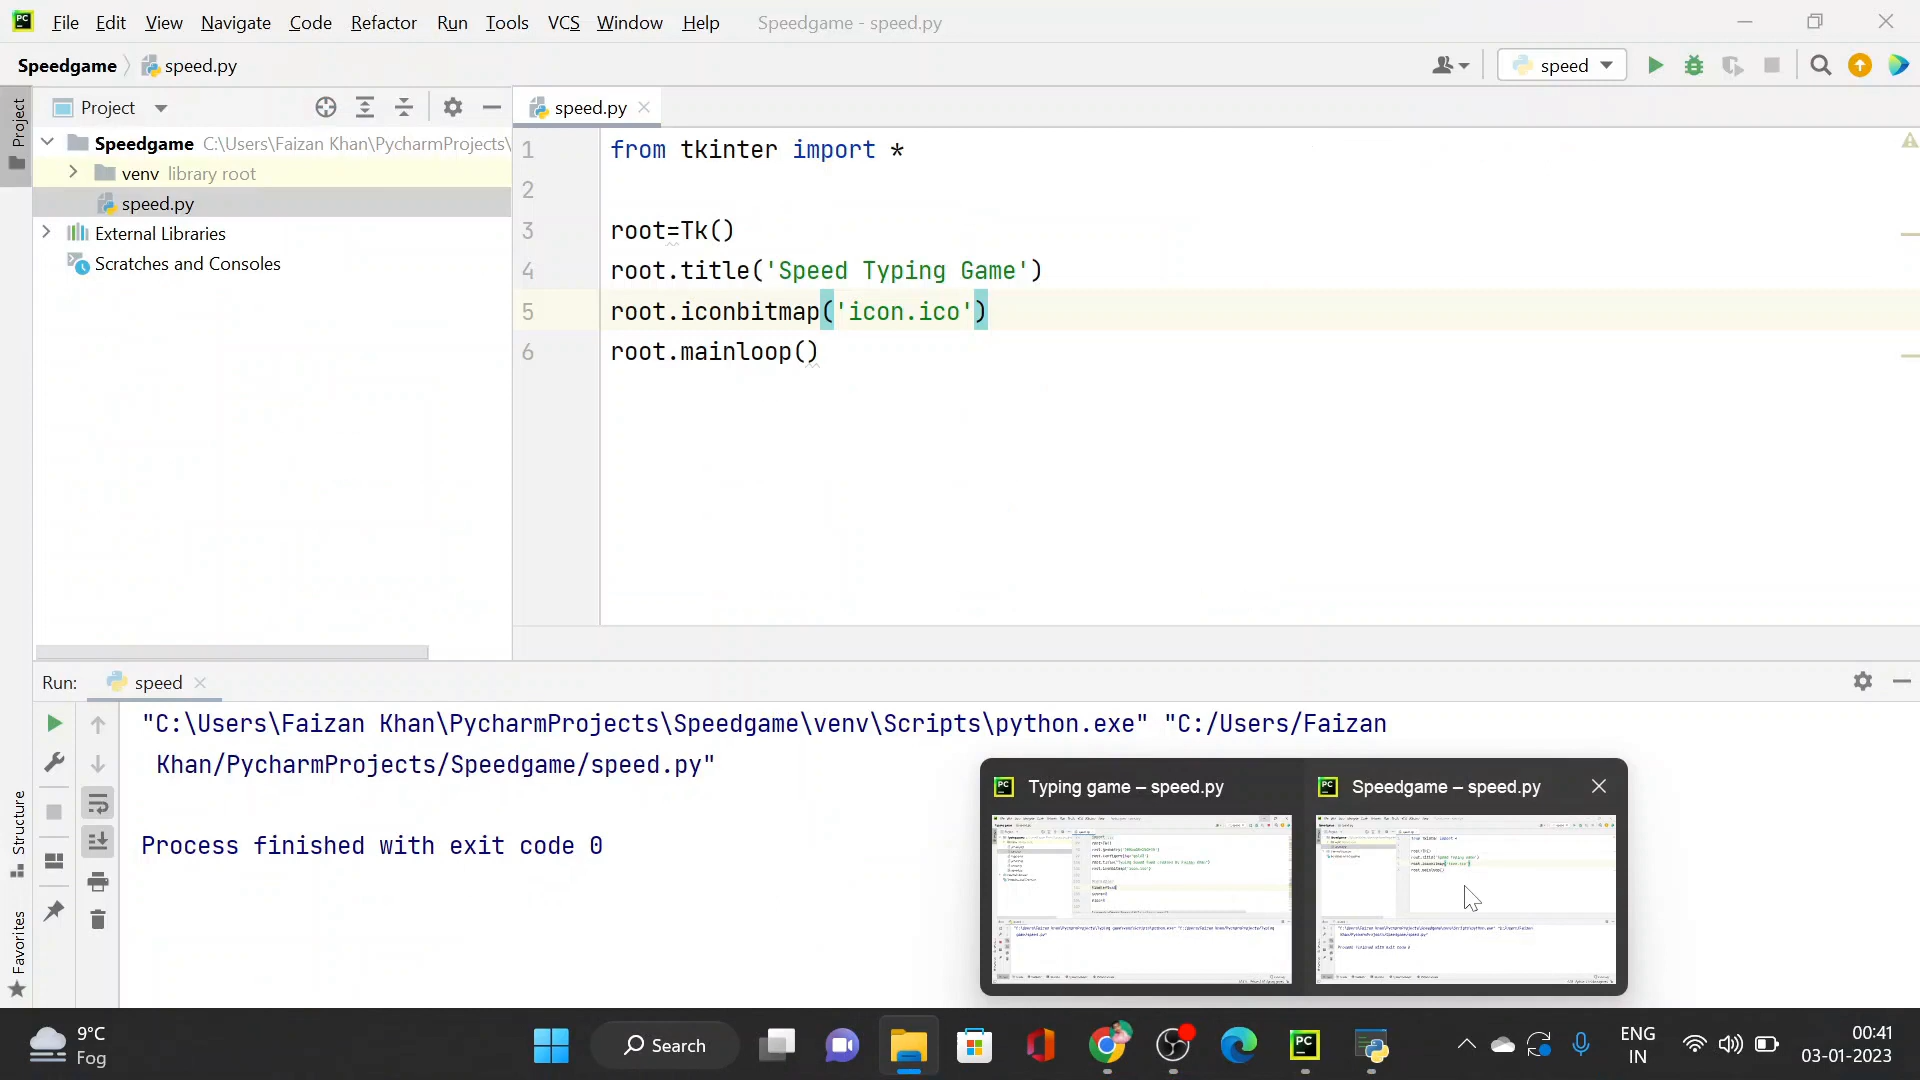 File Edit View Navigate Code Refactor Run Tools VCS Window Help Speedgame - speed.py
Speedgame speed.py speed
Project Project speed.py
Speedgame C:\Users\Faizan Khan\PycharmProjects\
venv library root
speed.py
External Libraries
Scratches and Consoles
1 from tkinter import *
2
3 root=Tk()
4 root.title('Speed Typing Game')
5 root.iconbitmap('icon.ico')
6 root.mainloop()
Run: speed
"C:\Users\Faizan Khan\PycharmProjects\Speedgame\venv\Scripts\python.exe" "C:/Users/Faizan
Khan/PycharmProjects/Speedgame/speed.py"
Process finished with exit code 0
Structure
Favorites
Typing game – speed.py Speedgame – speed.py
9°C
Fog
Search
ENG
IN
00:41
03-01-2023